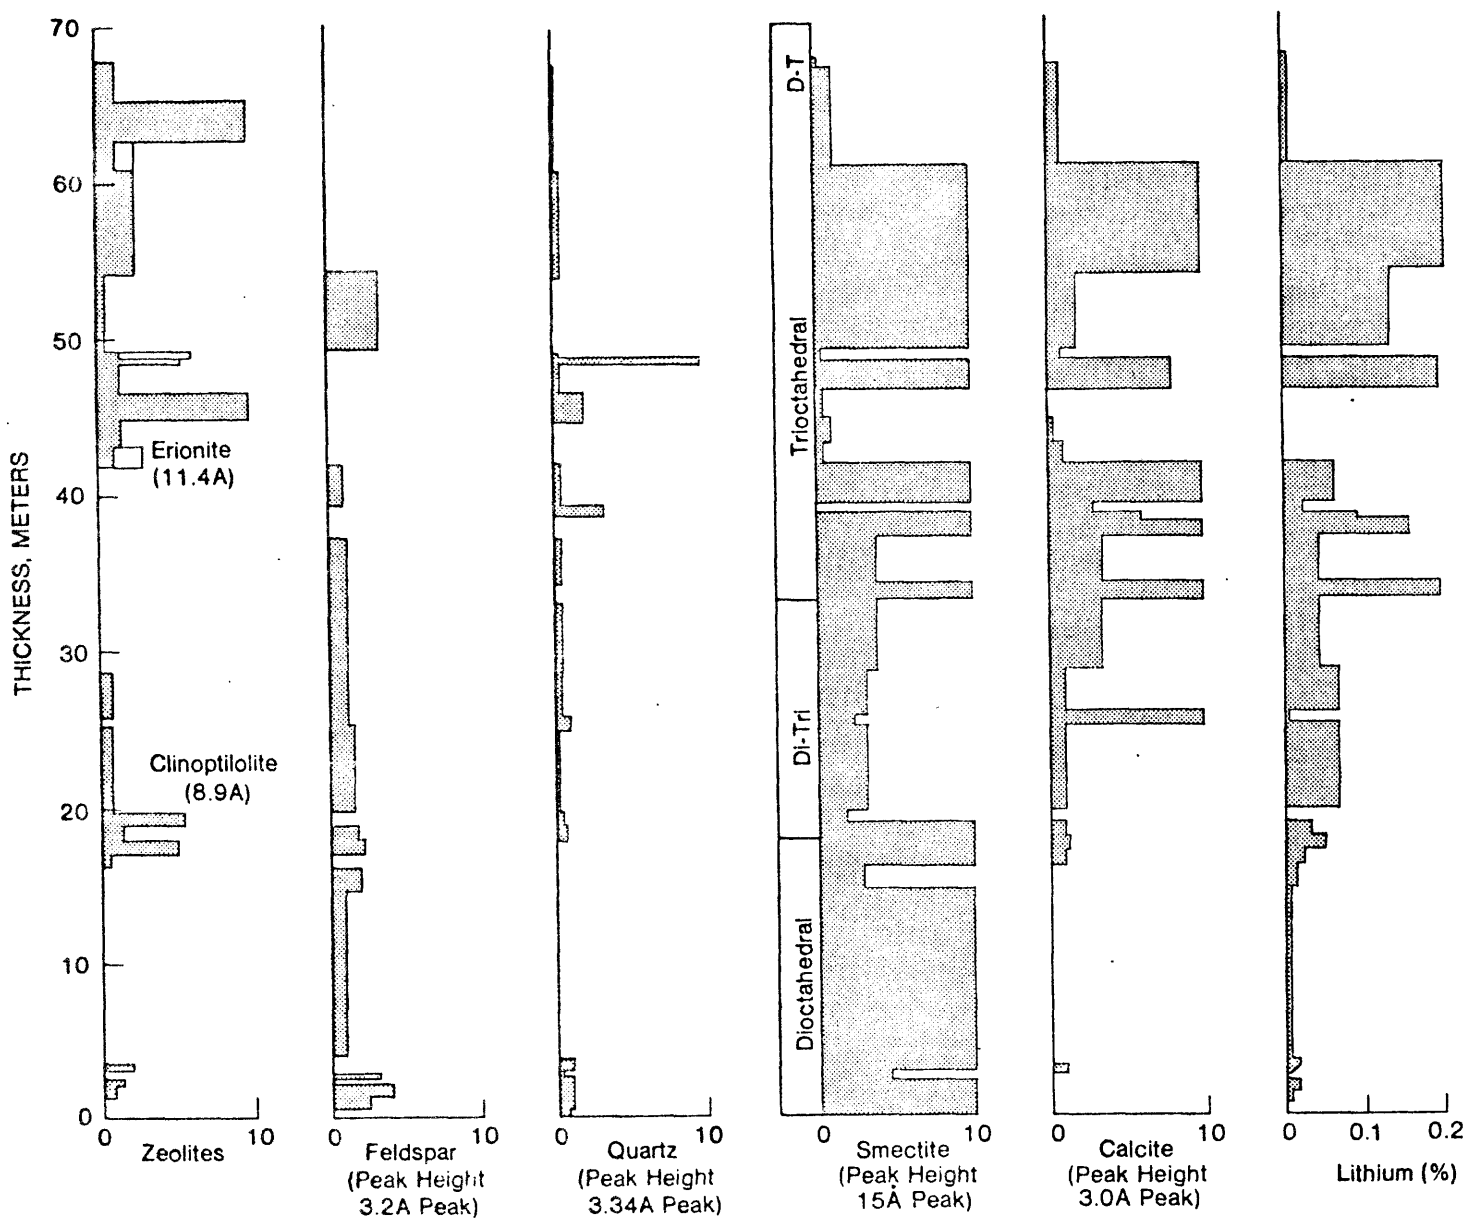 70
60
50
40
30
20
10
0
THICKNESS, METERS
Erionite
(11.4A)
Clinoptilolite
(8.9A)
0 10
Zeolites
0 10
Feldspar
(Peak Height
3.2A Peak)
0 10
Quartz
(Peak Height
3.34A Peak)
D-T
Trioctahedral
Di-Tri
Dioctahedral
0 10
Smectite
(Peak Height
15Å Peak)
0 10
Calcite
(Peak Height
3.0A Peak)
0 0.1 0.2
Lithium (%)